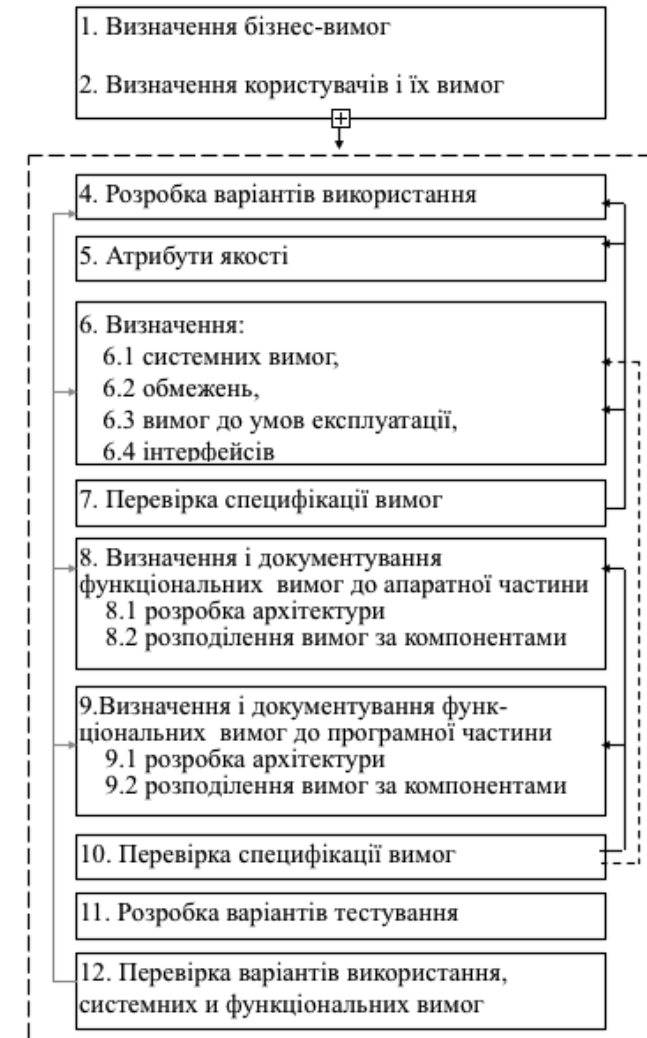 1. Визначення бізнес-вимог
2. Визначення користувачів і їх вимог
4. Розробка варіантів використання
5. Атрибути якості
6. Визначення:
6.1 системних вимог,
6.2 обмежень,
6.3 вимог до умов експлуатації,
6.4 інтерфейсів
7. Перевірка специфікації вимог
8. Визначення і документування
функціональних вимог до апаратної частини
8.1 розробка архітектури
8.2 розподілення вимог за компонентами
9.Визначення і документування функ-
ціональних вимог до програмної частини
9.1 розробка архітектури
9.2 розподілення вимог за компонентами
10. Перевірка специфікації вимог
11. Розробка варіантів тестування
12. Перевірка варіантів використання,
системних и функціональних вимог